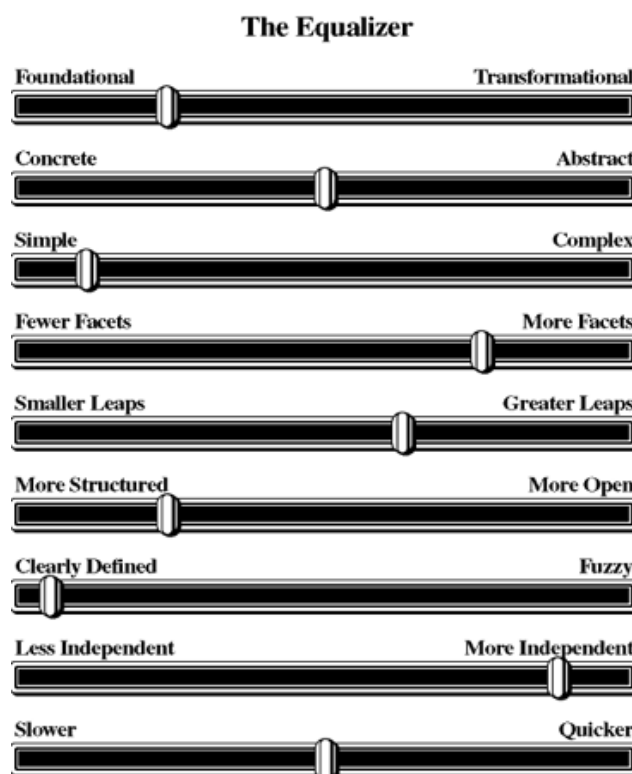 The Equalizer
Foundational Transformational
Concrete Abstract
Simple Complex
Fewer Facets More Facets
Smaller Leaps Greater Leaps
More Structured More Open
Clearly Defined Fuzzy
Less Independent More Independent
Slower Quicker